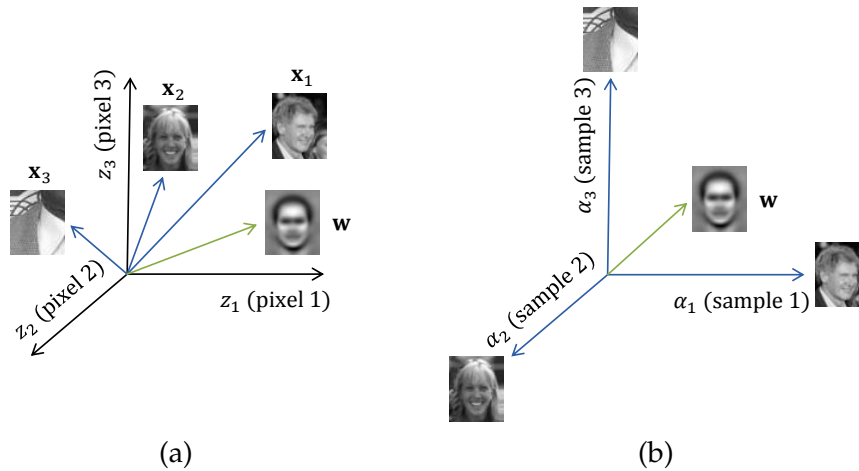 z₃ (pixel 3)
𝐱₂
𝐱₁
𝐱₃
𝐰
z₂ (pixel 2)
z₁ (pixel 1)
(a)
α₃ (sample 3)
𝐰
α₂ (sample 2)
α₁ (sample 1)
(b)